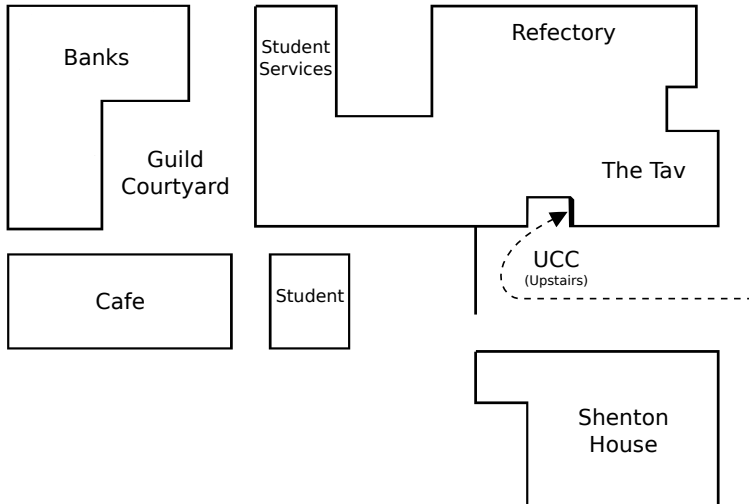 Banks
Student
Services
Refectory
Guild
Courtyard
The Tav
UCC
(Upstairs)
Cafe
Student
Shenton
House